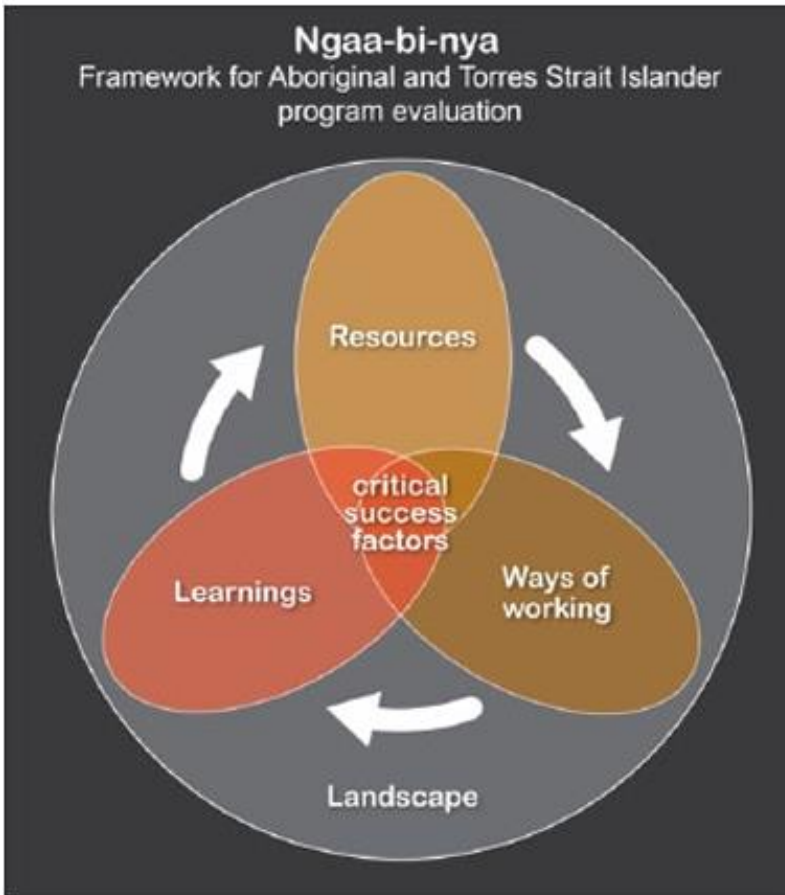 Ngaa-bi-nya
Framework for Aboriginal and Torres Strait Islander
program evaluation
Resources
critical
success
factors
Learnings
Ways of
working
Landscape